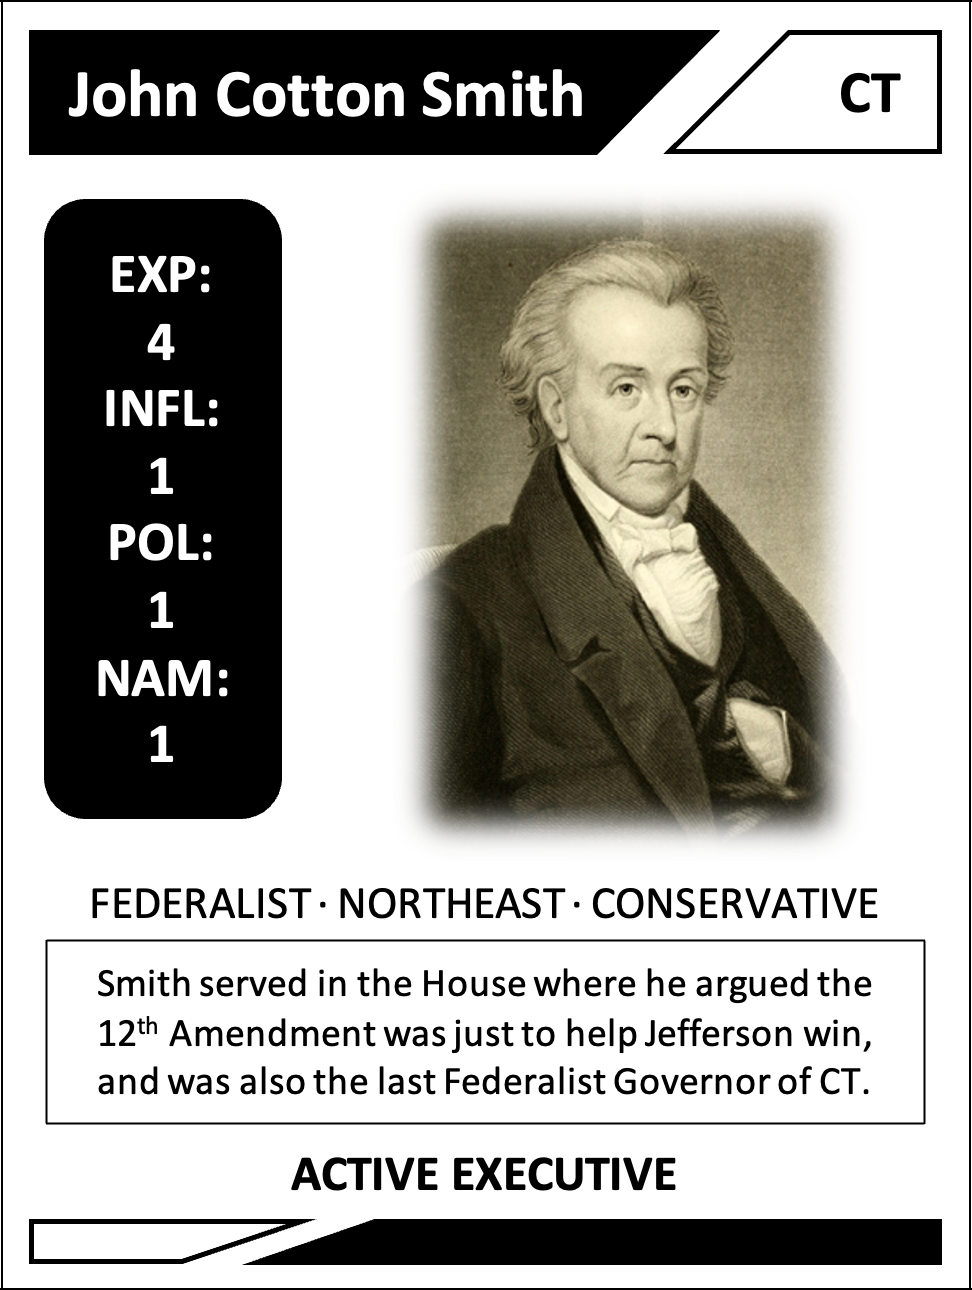 John Cotton Smith
CT
EXP:
4
INFL:
1
POL:
1
NAM:
1
FEDERALIST · NORTHEAST · CONSERVATIVE
Smith served in the House where he argued the
12th Amendment was just to help Jefferson win,
and was also the last Federalist Governor of CT.
ACTIVE EXECUTIVE